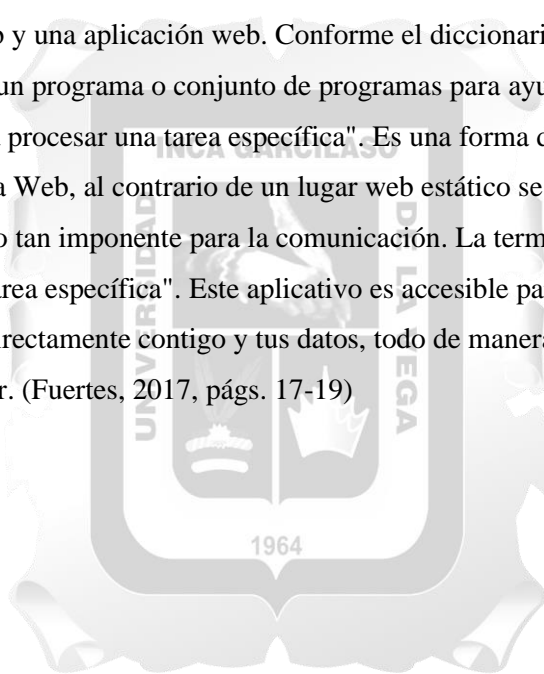 b y una aplicación web. Conforme el diccionari
un programa o conjunto de programas para ayu
procesar una tarea específica". Es una forma d
a Web, al contrario de un lugar web estático se
o tan imponente para la comunicación. La term
area específica". Este aplicativo es accesible pa
irectamente contigo y tus datos, todo de manera
r. (Fuertes, 2017, págs. 17-19)
INCA GARCILASO
UNIVERSIDAD
DE LA VEGA
1964